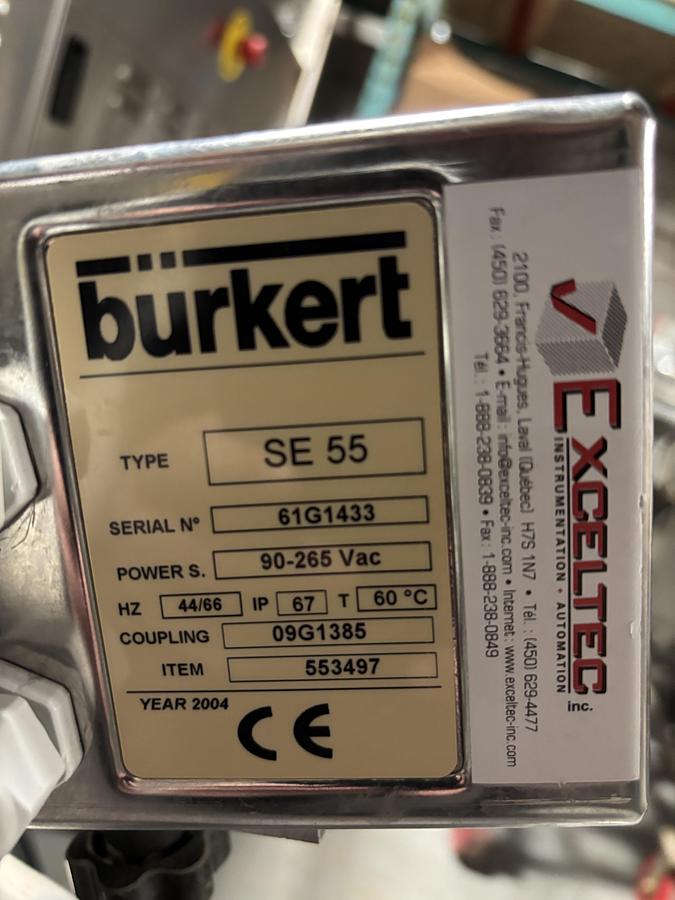 bürkert
TYPE SE 55
SERIAL Nº 61G1433
POWER S. 90-265 Vac
HZ 44/66 IP 67 T 60 °C
COUPLING 09G1385
ITEM 553497
YEAR 2004
CE
EXCELTEC inc.
INSTRUMENTATION • AUTOMATION
2100, Francis-Hugues, Laval (Québec) H7S 1N7 • Tél.: (450) 629-4477
Fax: (450) 629-3664 • E-mail: info@exceltec-inc.com • Internet: www.exceltec-inc.com
Tél.: 1-888-238-0839 • Fax: 1-888-238-0849